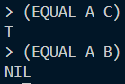 > (EQUAL A C)
T
> (EQUAL A B)
NIL